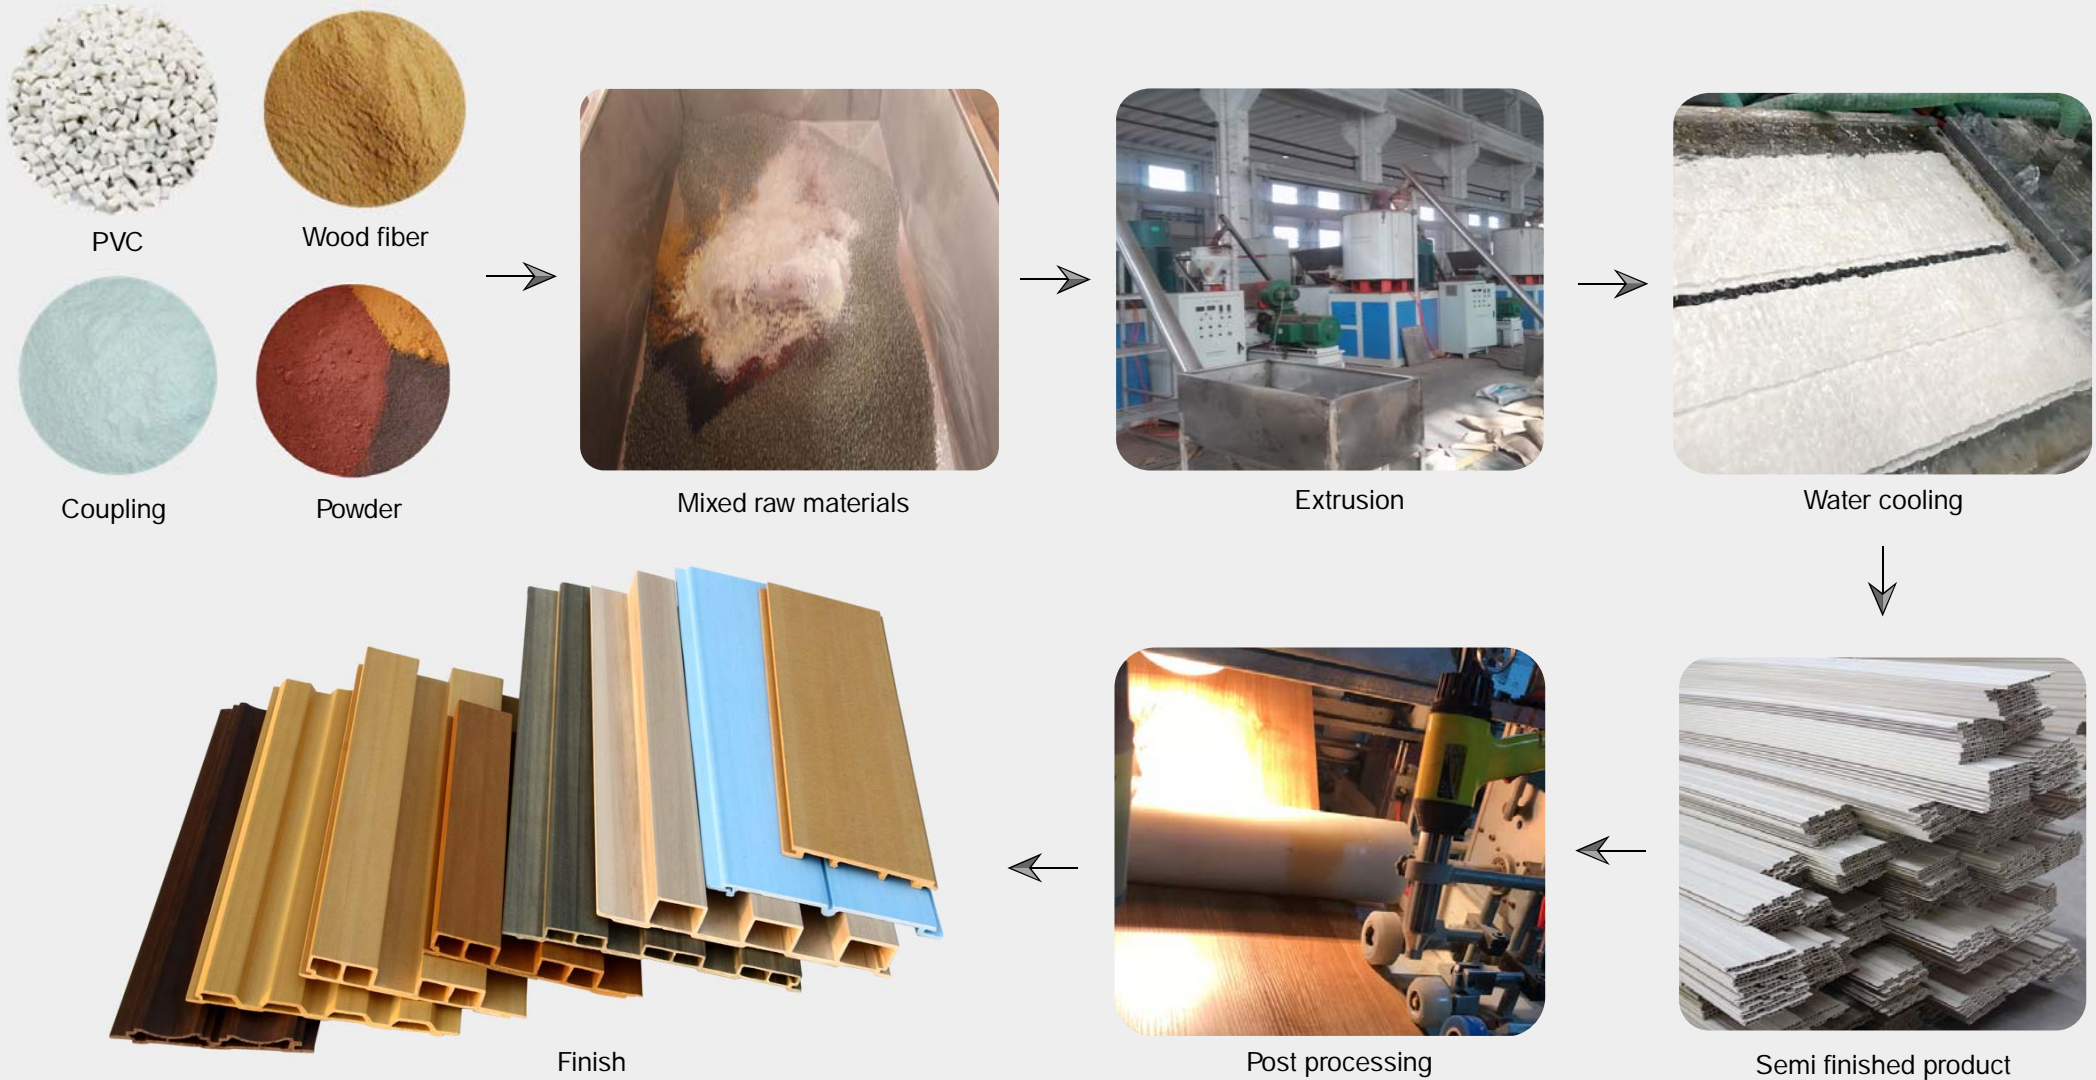 PVC
Wood fiber
Coupling
Powder
Mixed raw materials
Extrusion
Water cooling
Semi finished product
Post processing
Finish